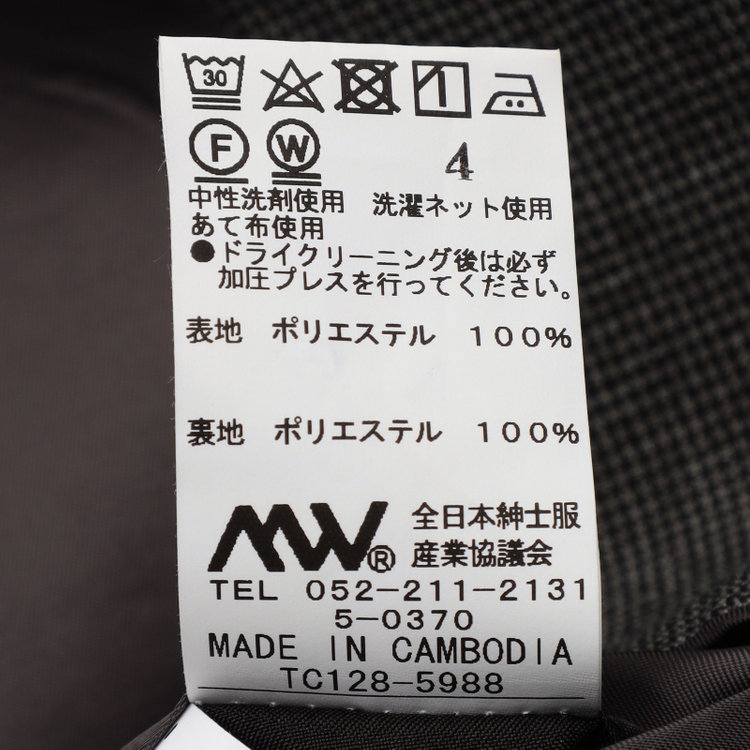 30
F W 4
中性洗剤使用 洗濯ネット使用
あて布使用
●ドライクリーニング後は必ず
加圧プレスを行ってください。
表地 ポリエステル 100%
裏地 ポリエステル 100%
MW® 全日本紳士服
産業協議会
TEL 052-211-2131
5-0370
MADE IN CAMBODIA
TC128-5988